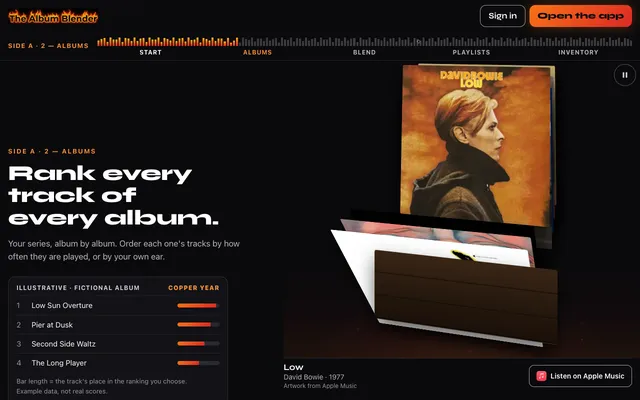 The Album Blender
Sign in
Open the app
SIDE A · 2 — ALBUMS
START
ALBUMS
BLEND
PLAYLISTS
INVENTORY
DAVID BOWIE
LOW
SIDE A · 2 — ALBUMS
Rank every
track of
every album.
Your series, album by album. Order each one's tracks by how
often they are played, or by your own ear.
ILLUSTRATIVE · FICTIONAL ALBUM
COPPER YEAR
1 Low Sun Overture
2 Pier at Dusk
3 Second Side Waltz
4 The Long Player
Bar length = the track's place in the ranking you choose.
Example data, not real scores.
Low
David Bowie · 1977
Artwork from Apple Music
Listen on Apple Music